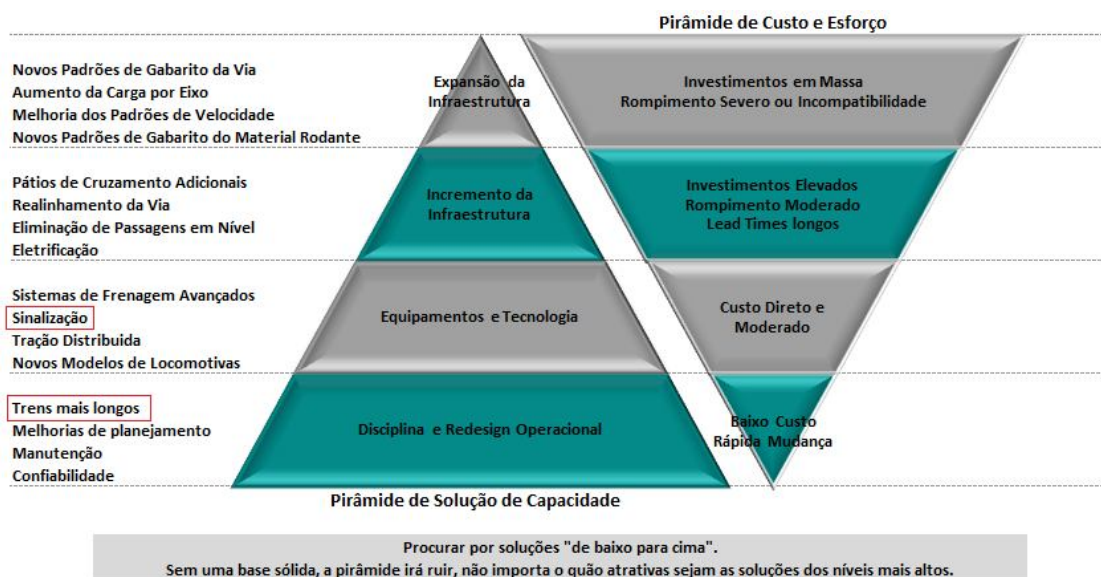 Pirâmide de Custo e Esforço
Novos Padrões de Gabarito da Via
Aumento da Carga por Eixo
Melhoria dos Padrões de Velocidade
Novos Padrões de Gabarito do Material Rodante
Expansão da
Infraestrutura
Investimentos em Massa
Rompimento Severo ou Incompatibilidade
Pátios de Cruzamento Adicionais
Realinhamento da Via
Eliminação de Passagens em Nível
Eletrificação
Incremento da
Infraestrutura
Investimentos Elevados
Rompimento Moderado
Lead Times longos
Sistemas de Frenagem Avançados
Sinalização
Tração Distribuida
Novos Modelos de Locomotivas
Equipamentos e Tecnologia
Custo Direto e
Moderado
Trens mais longos
Melhorias de planejamento
Manutenção
Confiabilidade
Disciplina e Redesign Operacional
Baixo Custo
Rápida Mudança
Pirâmide de Solução de Capacidade
Procurar por soluções "de baixo para cima".
Sem uma base sólida, a pirâmide irá ruir, não importa o quão atrativas sejam as soluções dos níveis mais altos.